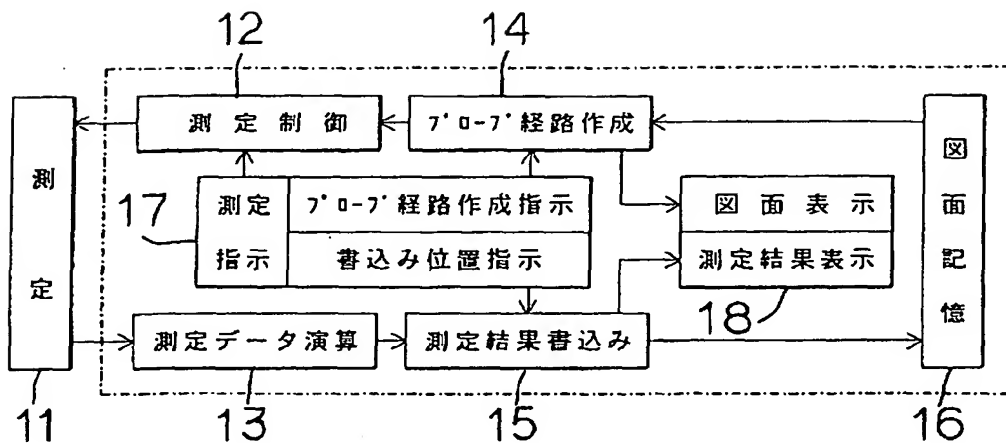 12
14
測定制御
プローブ経路作成
測定
図面記憶
17
測定指示
プローブ経路作成指示
書込み位置指示
図面表示
測定結果表示
18
測定データ演算
測定結果書込み
11
13
15
16